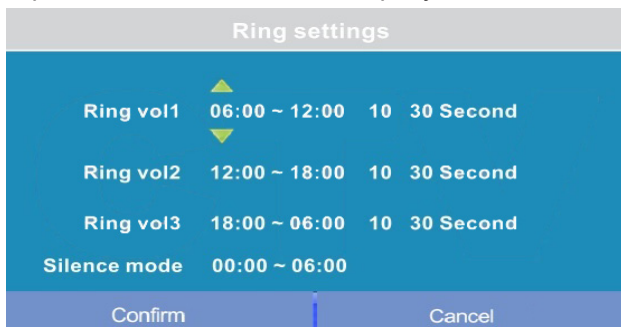 Ring settings
Ring vol1 06:00 ~ 12:00 10 30 Second
Ring vol2 12:00 ~ 18:00 10 30 Second
Ring vol3 18:00 ~ 06:00 10 30 Second
Silence mode 00:00 ~ 06:00
Confirm Cancel